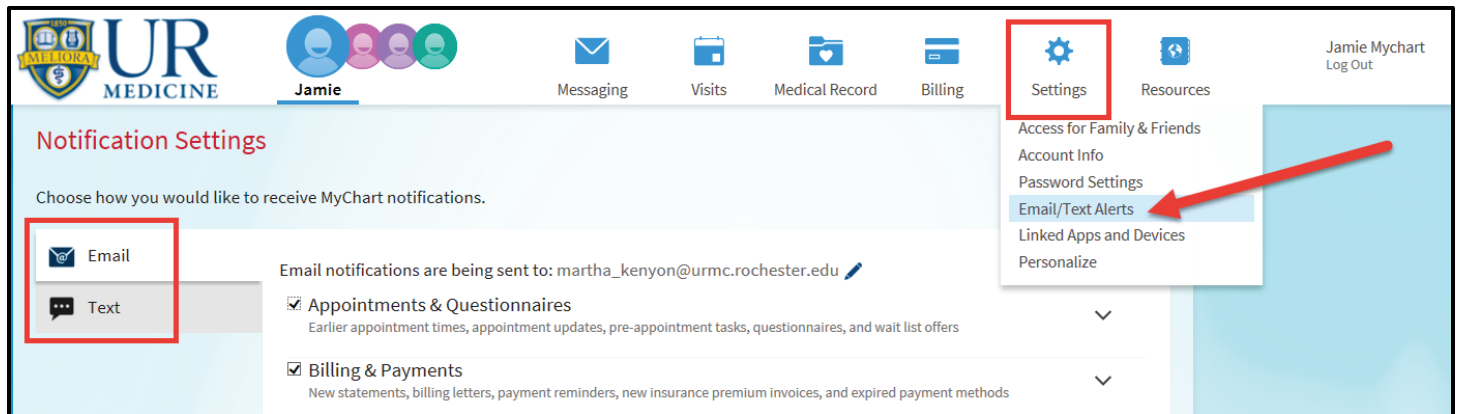 1850
MELIORA
UR
MEDICINE
Jamie
Messaging
Visits
Medical Record
Billing
Settings
Resources
Jamie Mychart
Log Out
Access for Family & Friends
Account Info
Password Settings
Email/Text Alerts
Linked Apps and Devices
Personalize
Notification Settings
Choose how you would like to receive MyChart notifications.
Email
Text
Email notifications are being sent to: martha_kenyon@urmc.rochester.edu
Appointments & Questionnaires
Earlier appointment times, appointment updates, pre-appointment tasks, questionnaires, and wait list offers
Billing & Payments
New statements, billing letters, payment reminders, new insurance premium invoices, and expired payment methods